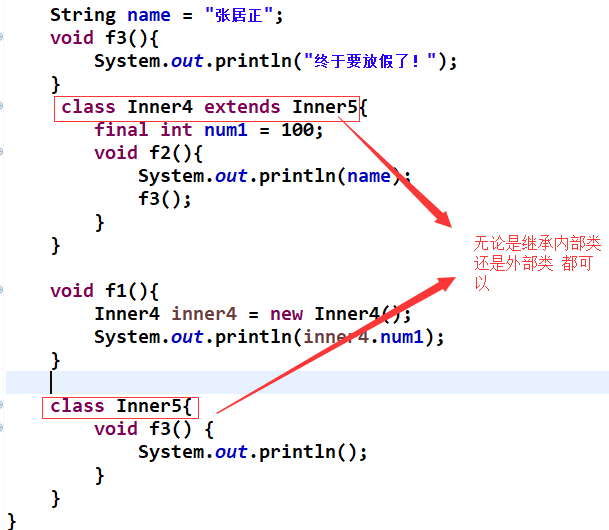 String name = "张居正";
void f3(){
System.out.println("终于要放假了！");
}
class Inner4 extends Inner5{
final int num1 = 100;
void f2(){
System.out.println(name);
f3();
}
}
void f1(){
Inner4 inner4 = new Inner4();
System.out.println(inner4.num1);
}
class Inner5{
void f3() {
System.out.println();
}
}
}
无论是继承内部类
还是外部类 都可
以